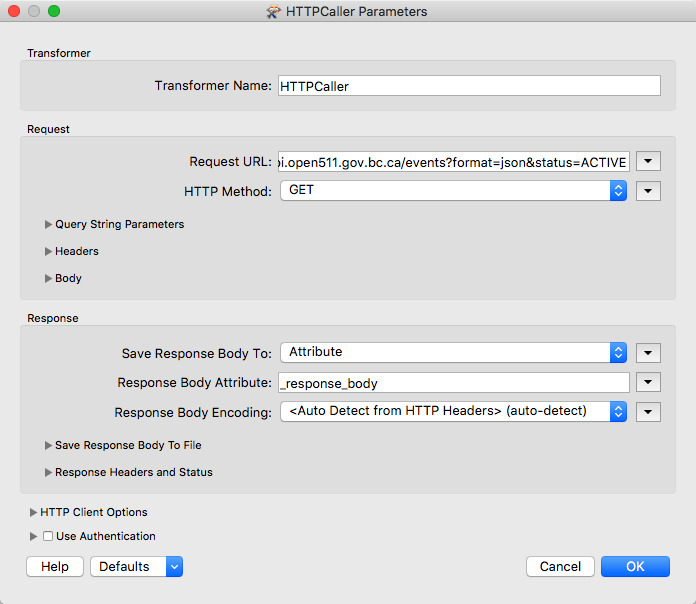 HTTPCaller Parameters
Transformer
Transformer Name: HTTPCaller
Request
Request URL: pi.open511.gov.bc.ca/events?format=json&status=ACTIVE
HTTP Method: GET
Query String Parameters
Headers
Body
Response
Save Response Body To: Attribute
Response Body Attribute: _response_body
Response Body Encoding: <Auto Detect from HTTP Headers> (auto-detect)
Save Response Body To File
Response Headers and Status
HTTP Client Options
Use Authentication
Help Defaults Cancel OK